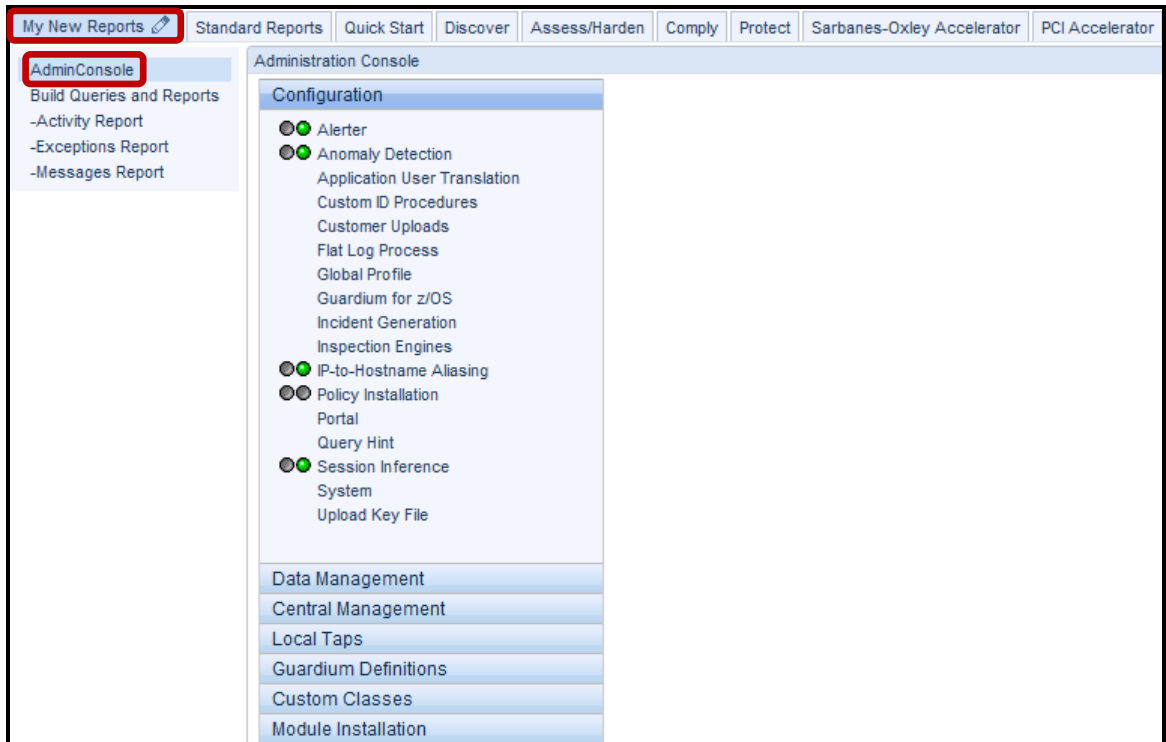 My New Reports Standard Reports Quick Start Discover Assess/Harden Comply Protect Sarbanes-Oxley Accelerator PCI Accelerator
AdminConsole
Build Queries and Reports
-Activity Report
-Exceptions Report
-Messages Report
Administration Console
Configuration
Alerter
Anomaly Detection
Application User Translation
Custom ID Procedures
Customer Uploads
Flat Log Process
Global Profile
Guardium for z/OS
Incident Generation
Inspection Engines
IP-to-Hostname Aliasing
Policy Installation
Portal
Query Hint
Session Inference
System
Upload Key File
Data Management
Central Management
Local Taps
Guardium Definitions
Custom Classes
Module Installation